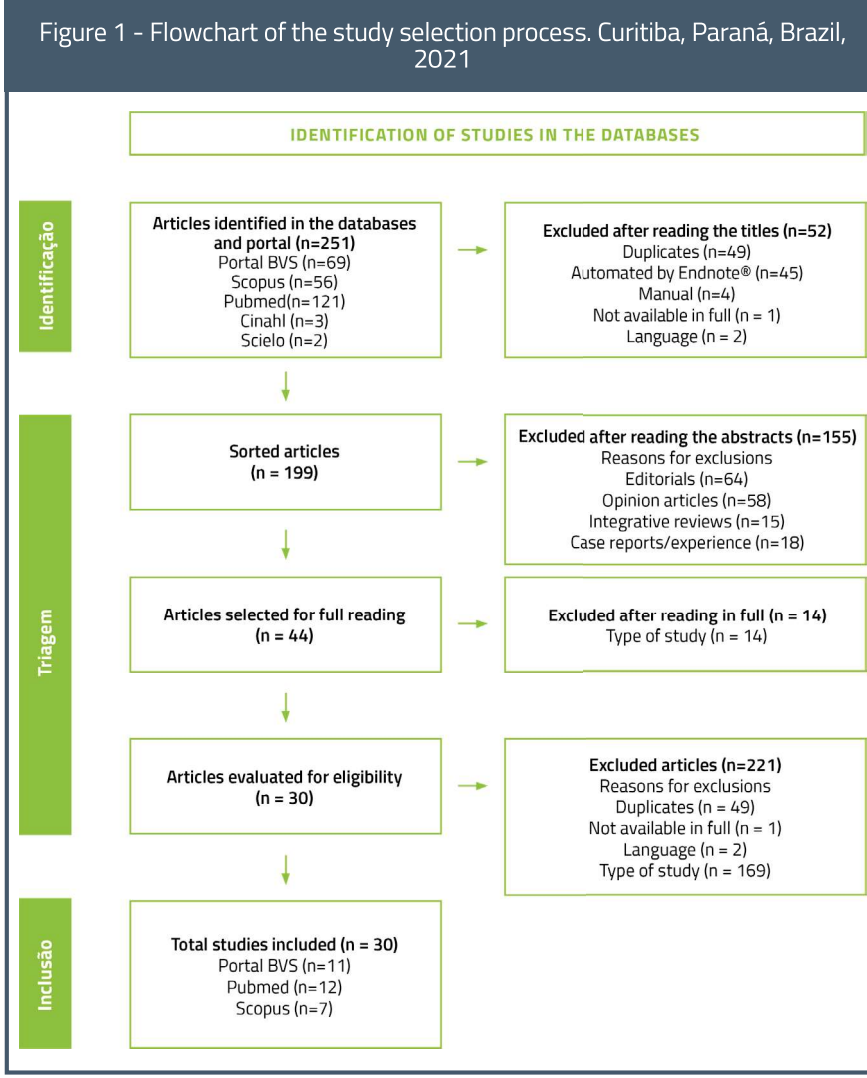 Figure 1 - Flowchart of the study selection process. Curitiba, Paraná, Brazil,
2021
IDENTIFICATION OF STUDIES IN THE DATABASES
Identificação
Articles identified in the databases
and portal (n=251)
Portal BVS (n=69)
Scopus (n=56)
Pubmed(n=121)
Cinahl (n=3)
Scielo (n=2)
Excluded after reading the titles (n=52)
Duplicates (n=49)
Automated by Endnote® (n=45)
Manual (n=4)
Not available in full (n = 1)
Language (n = 2)
Triagem
Sorted articles
(n = 199)
Excluded after reading the abstracts (n=155)
Reasons for exclusions
Editorials (n=64)
Opinion articles (n=58)
Integrative reviews (n=15)
Case reports/experience (n=18)
Articles selected for full reading
(n = 44)
Excluded after reading in full (n = 14)
Type of study (n = 14)
Articles evaluated for eligibility
(n = 30)
Excluded articles (n=221)
Reasons for exclusions
Duplicates (n = 49)
Not available in full (n = 1)
Language (n = 2)
Type of study (n = 169)
Inclusão
Total studies included (n = 30)
Portal BVS (n=11)
Pubmed (n=12)
Scopus (n=7)